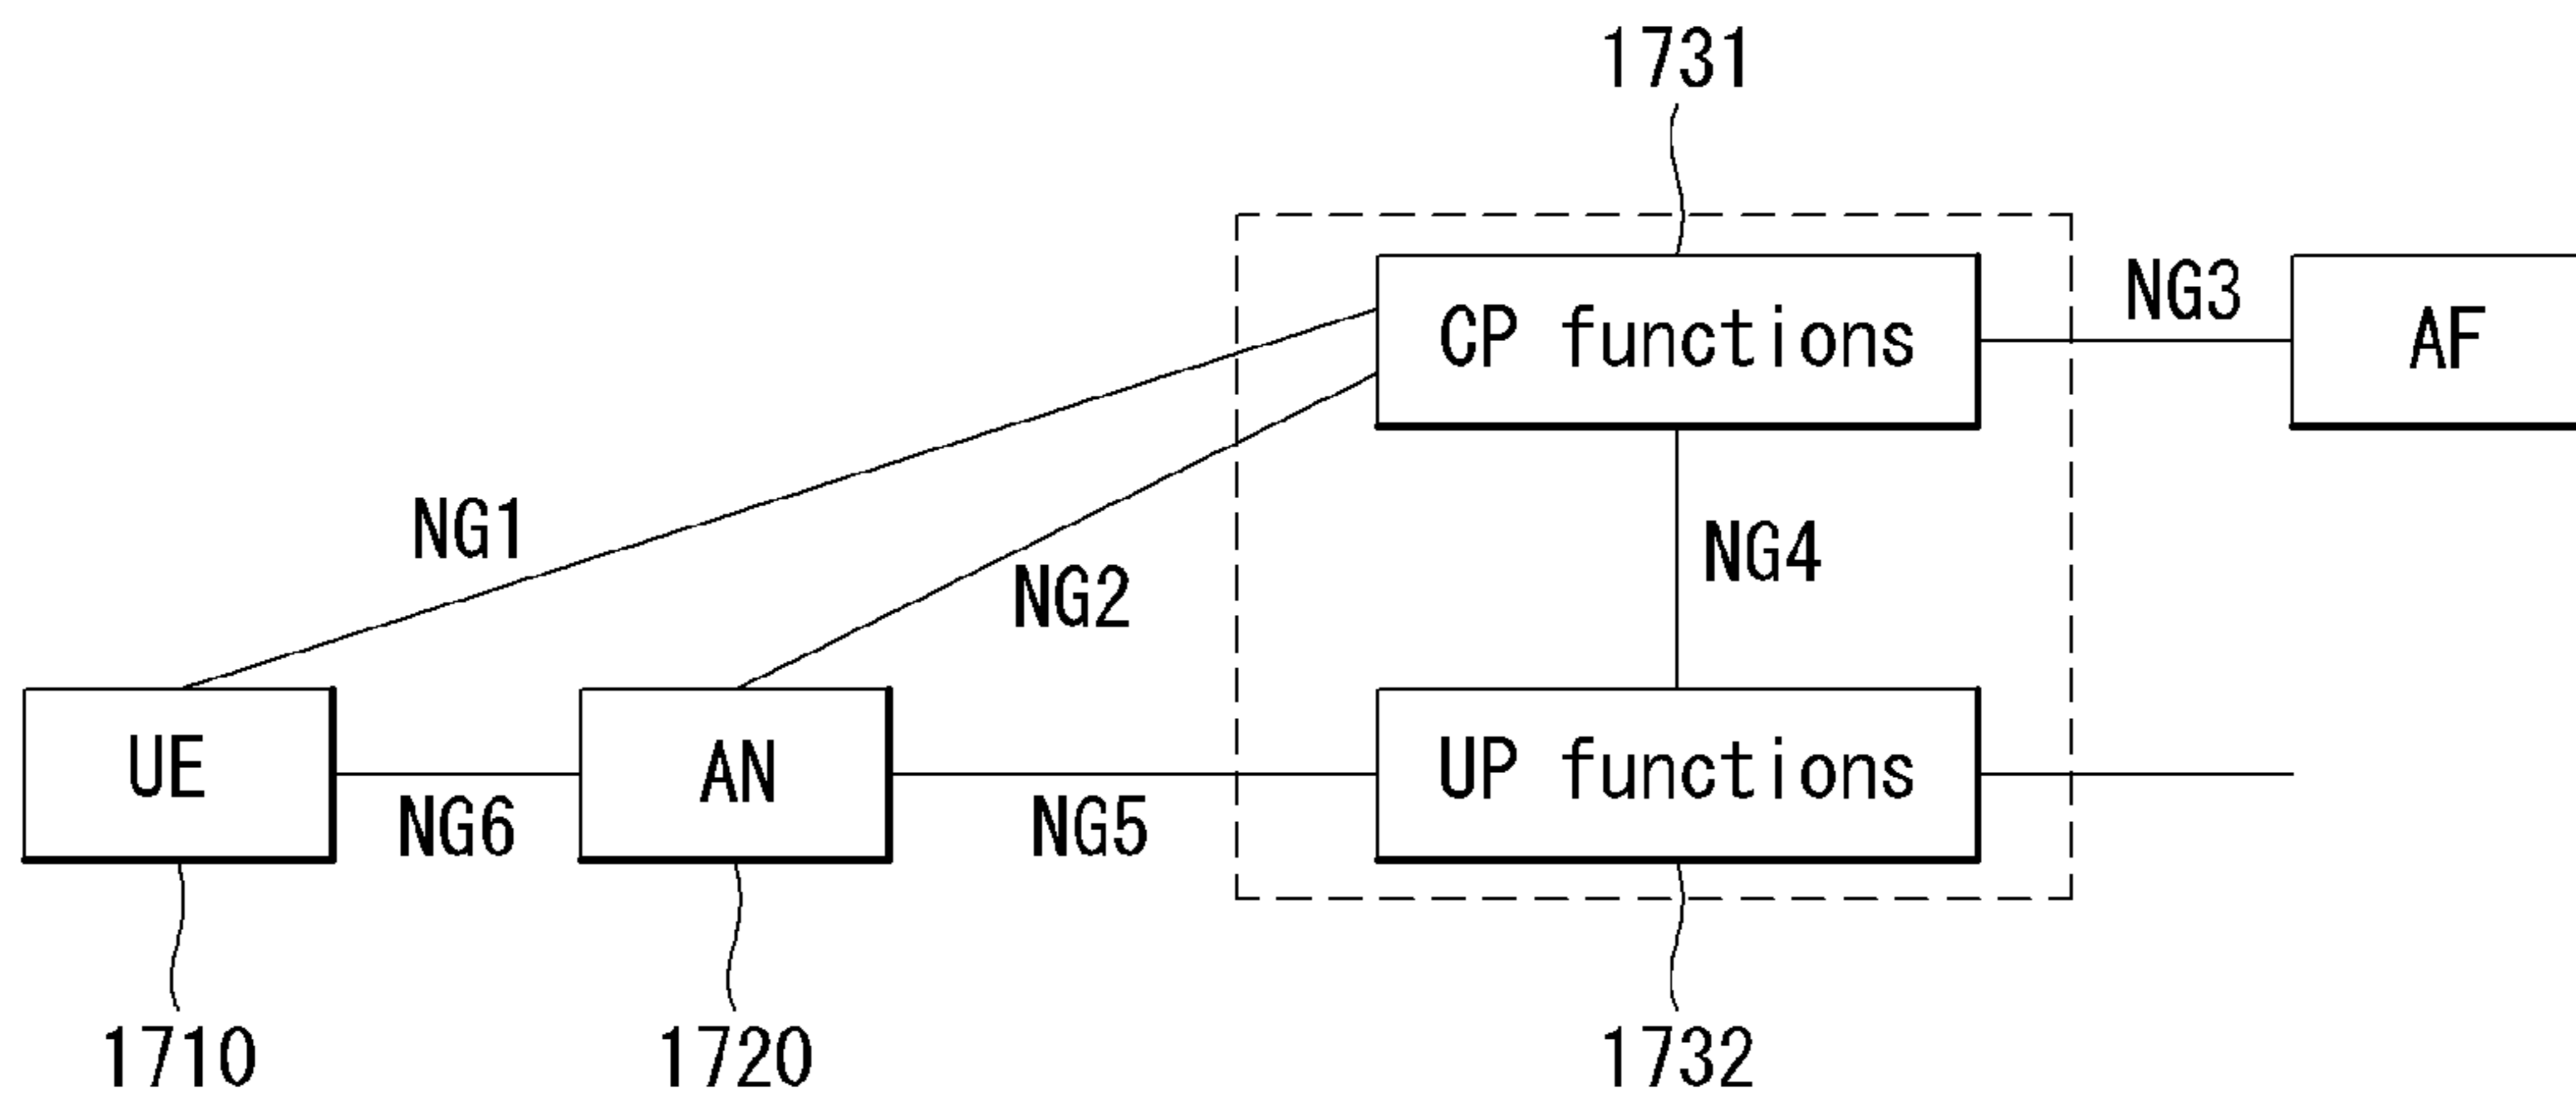 1731
CP functions
NG3
AF
NG1
NG2
NG4
UE
NG6
AN
NG5
UP functions
1710
1720
1732